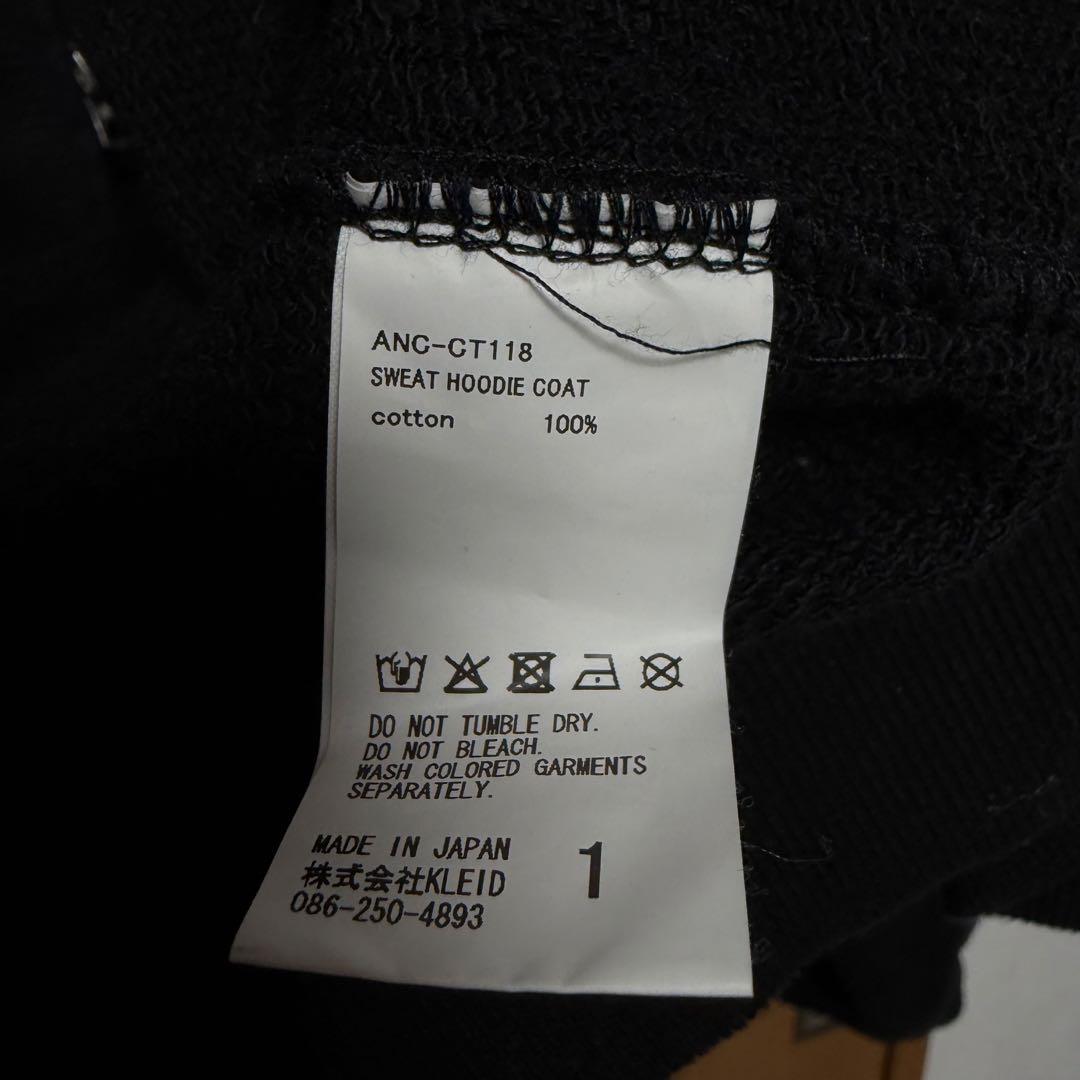 ANC-CT118
SWEAT HOODIE COAT
cotton 100%
DO NOT TUMBLE DRY.
DO NOT BLEACH.
WASH COLORED GARMENTS
SEPARATELY.
MADE IN JAPAN
株式会社KLEID
086-250-4893
1